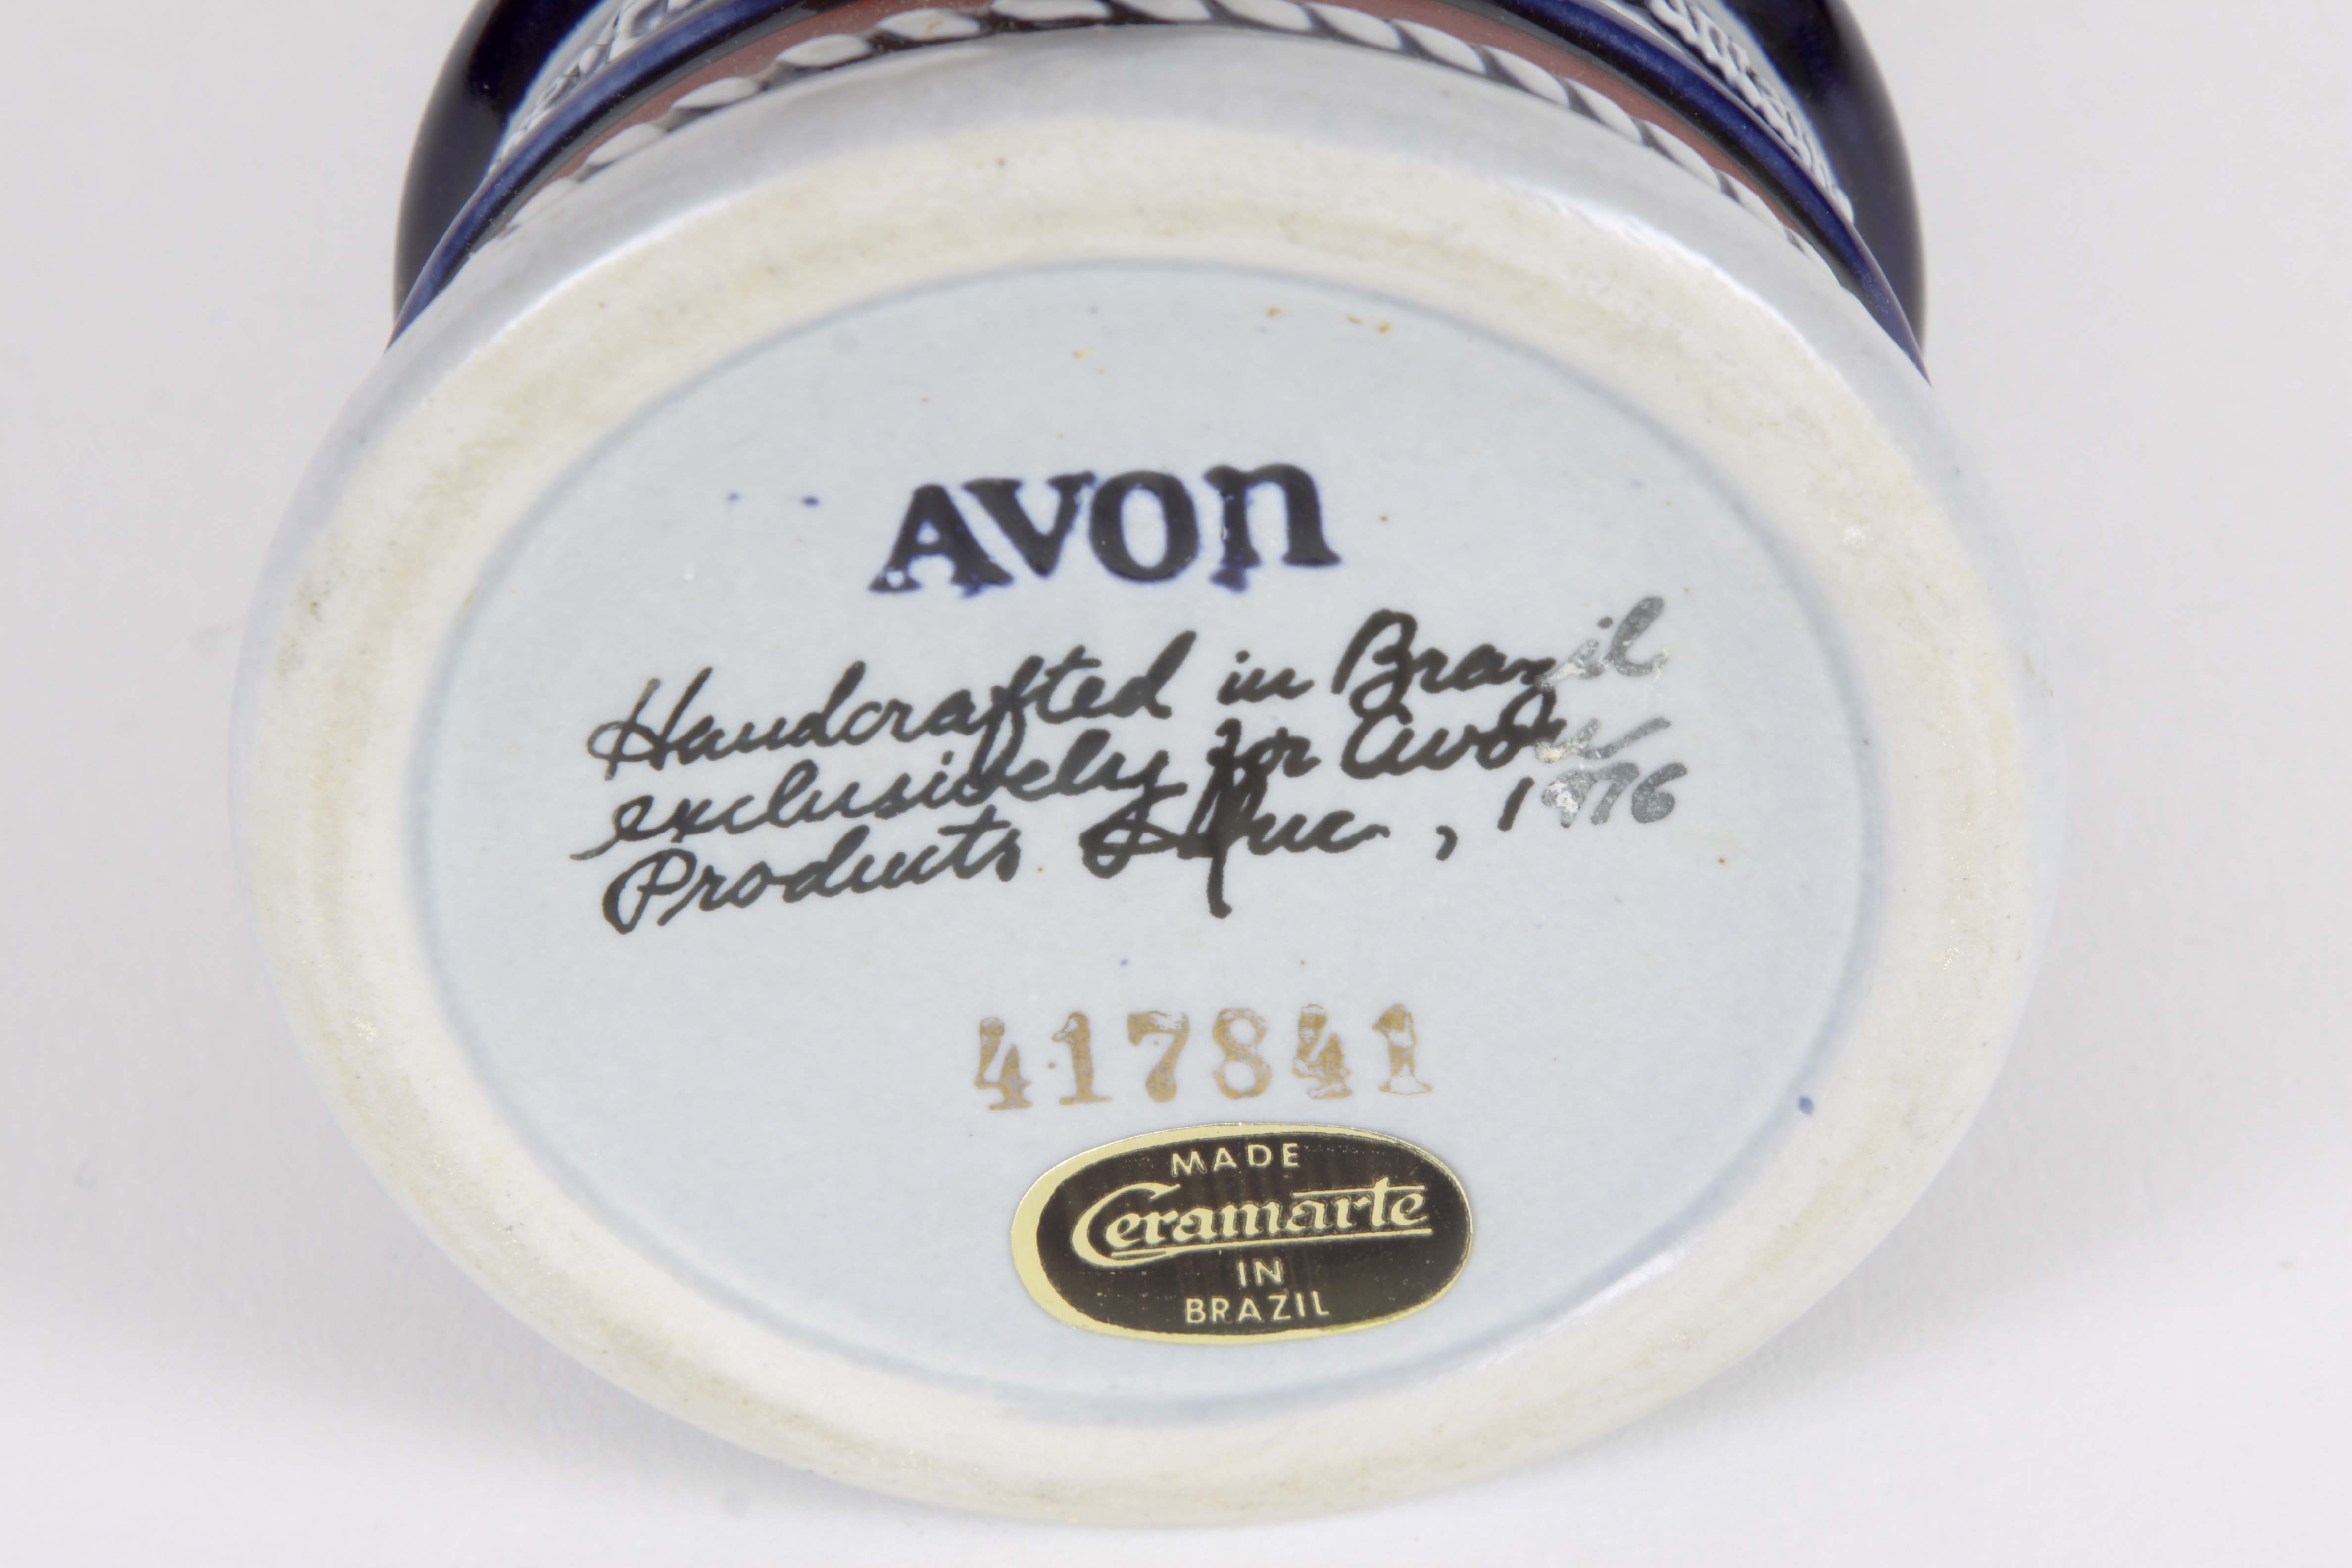 AVON
Handcrafted in Brazil
exclusively for Avon
Products Inc., 1976
417841
MADE
Ceramarte
IN
BRAZIL